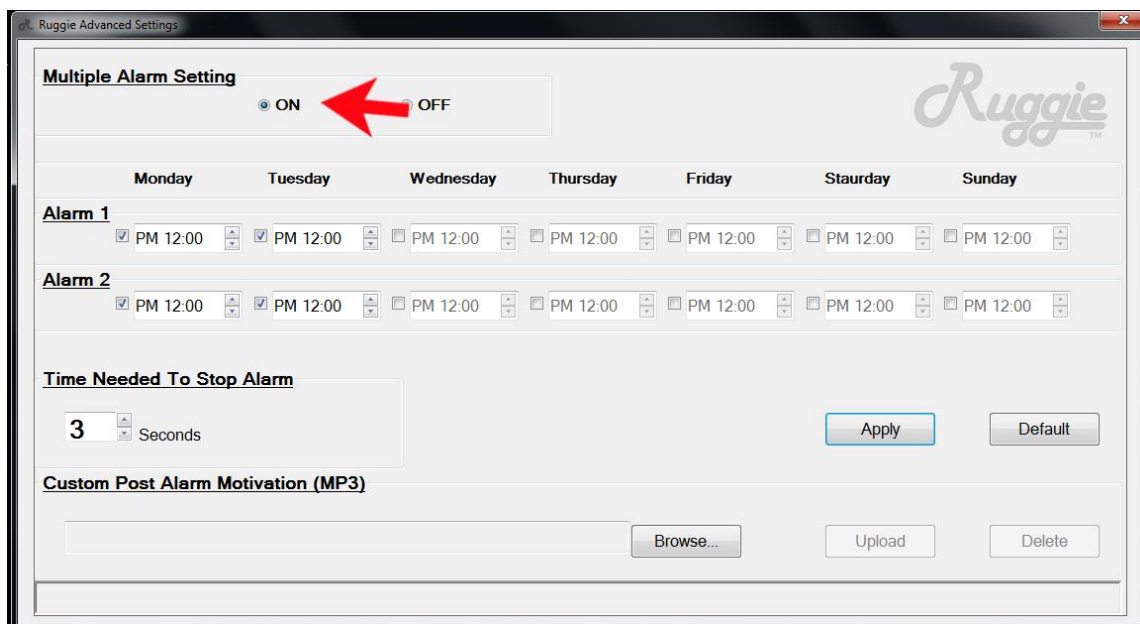 Ruggie Advanced Settings
Multiple Alarm Setting
ON OFF
Ruggie TM
Monday Tuesday Wednesday Thursday Friday Staurday Sunday
Alarm 1
PM 12:00 PM 12:00 PM 12:00 PM 12:00 PM 12:00 PM 12:00 PM 12:00
Alarm 2
PM 12:00 PM 12:00 PM 12:00 PM 12:00 PM 12:00 PM 12:00 PM 12:00
Time Needed To Stop Alarm
3 Seconds
Apply Default
Custom Post Alarm Motivation (MP3)
Browse... Upload Delete